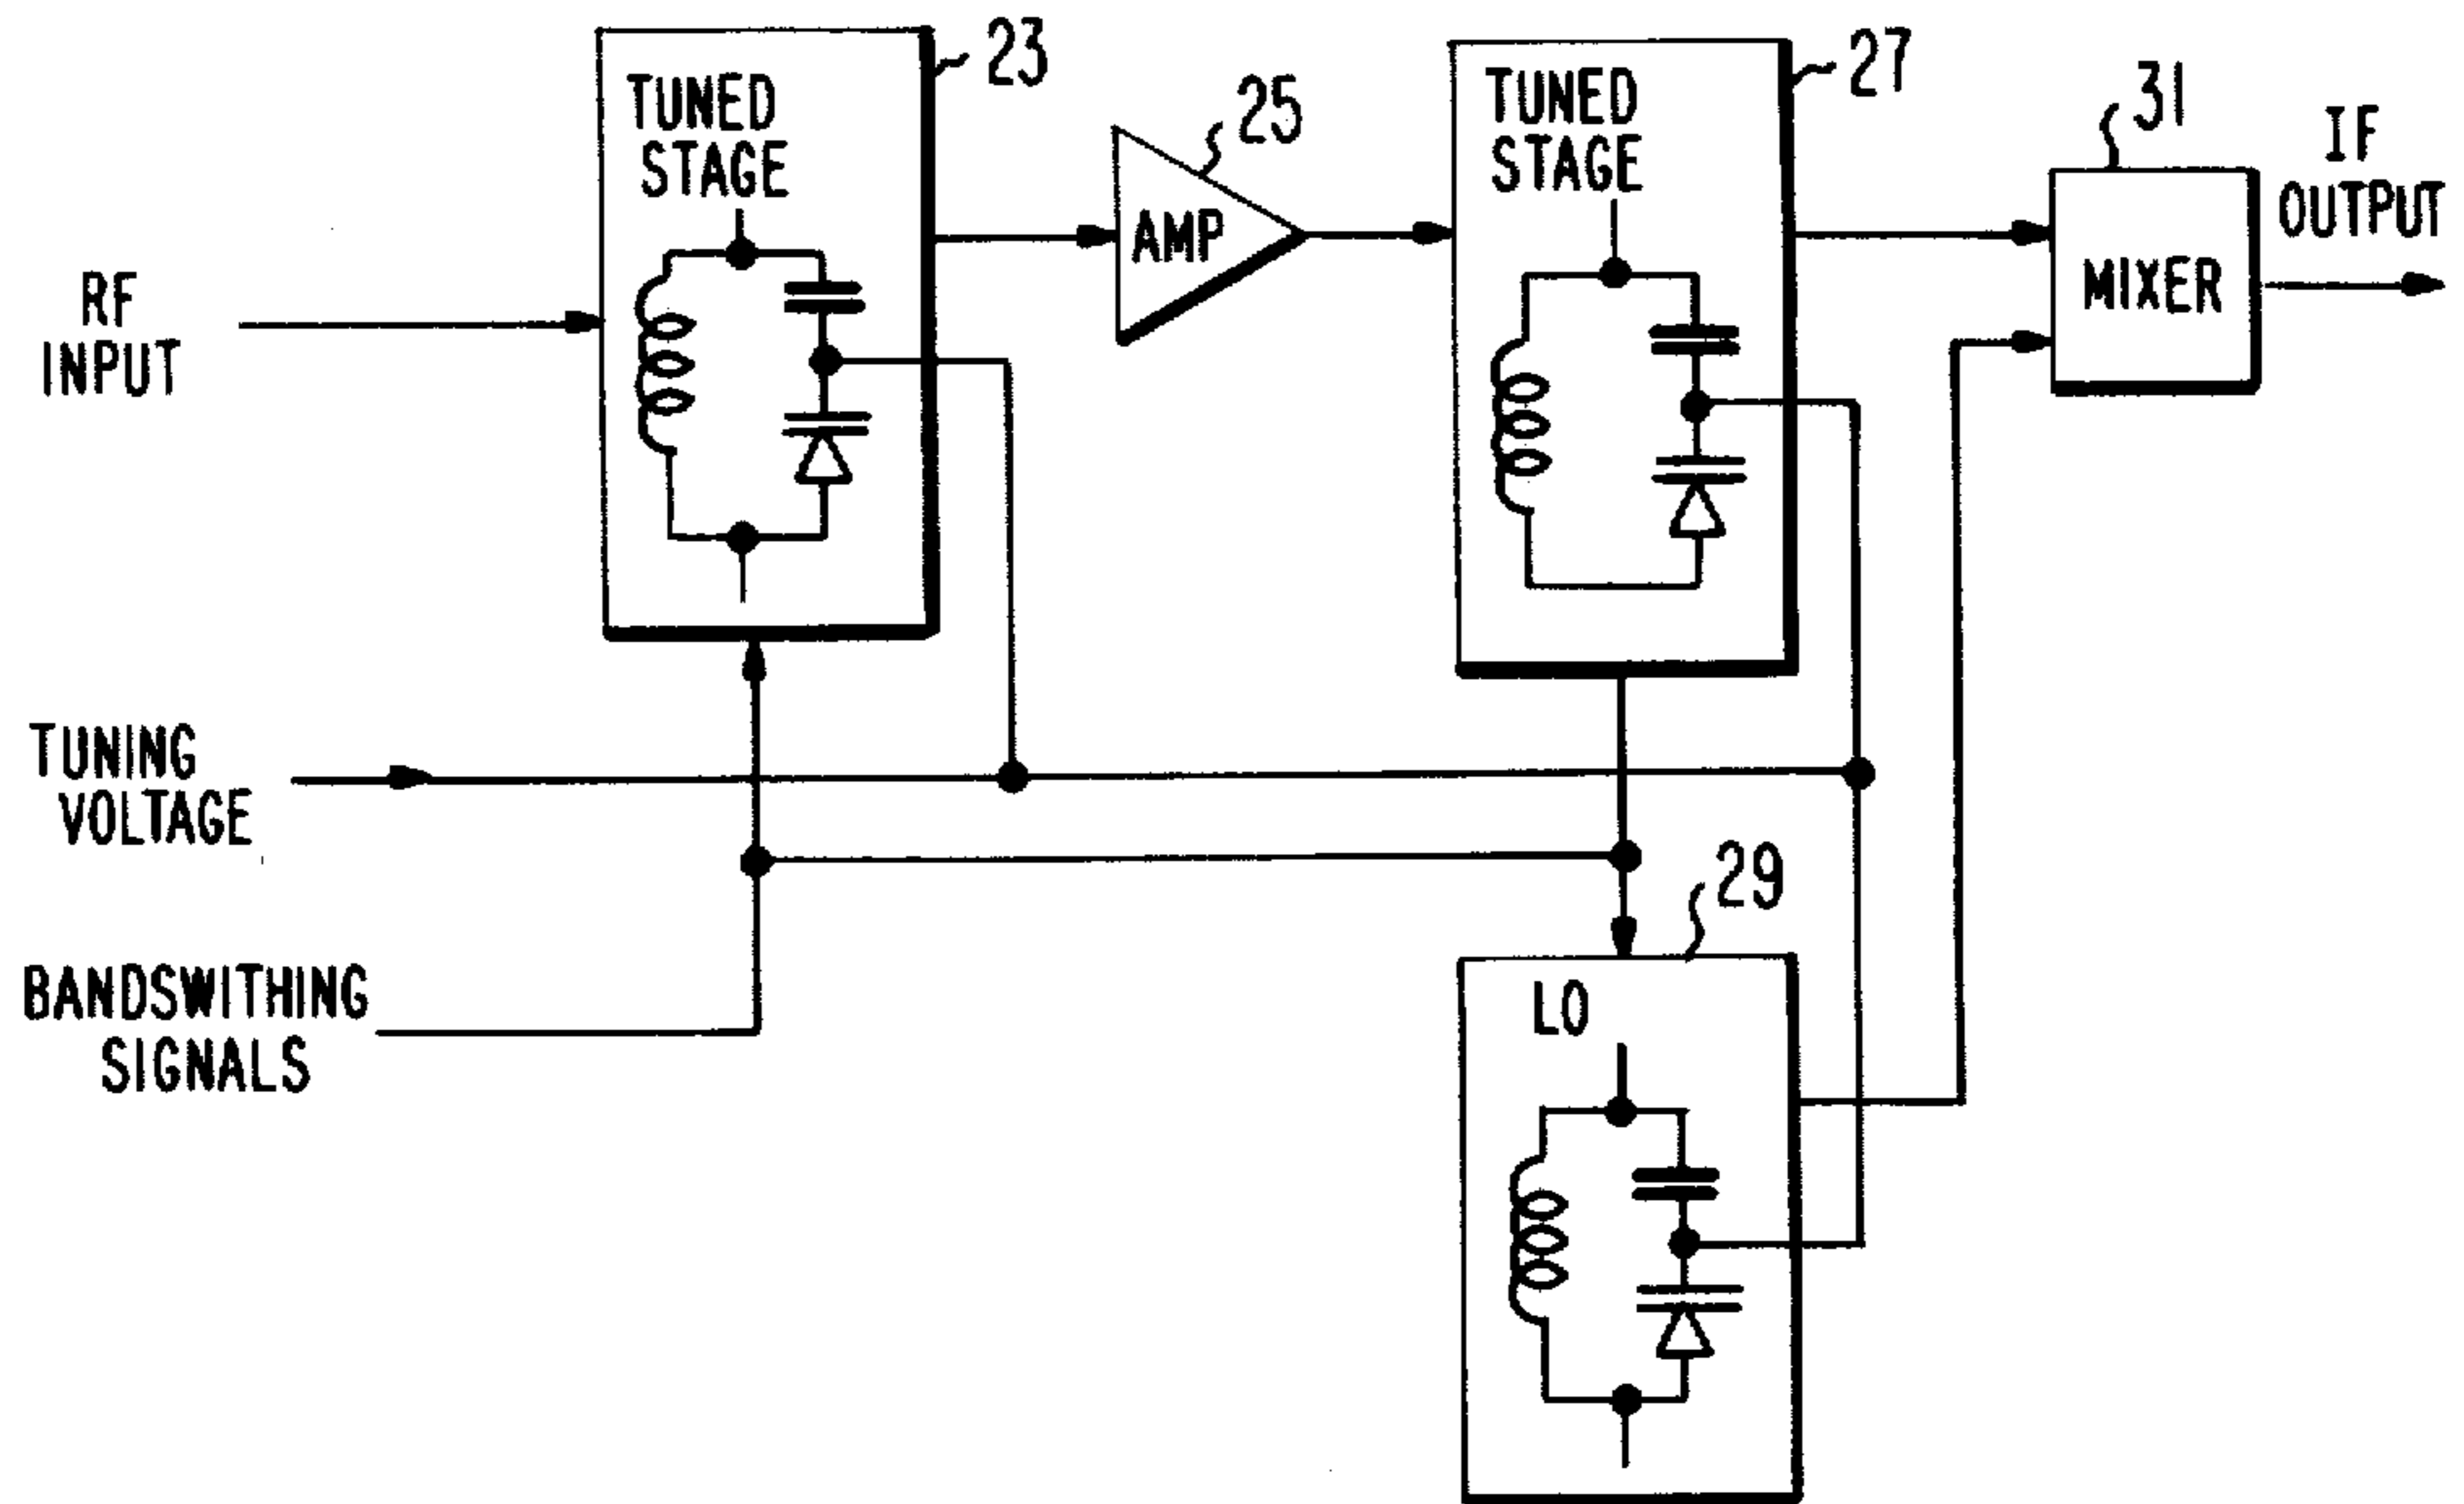 23
TUNED
STAGE
25
AMP
27
TUNED
STAGE
31
MIXER
IF
OUTPUT
RF
INPUT
TUNING
VOLTAGE
BANDSWITHING
SIGNALS
29
LO